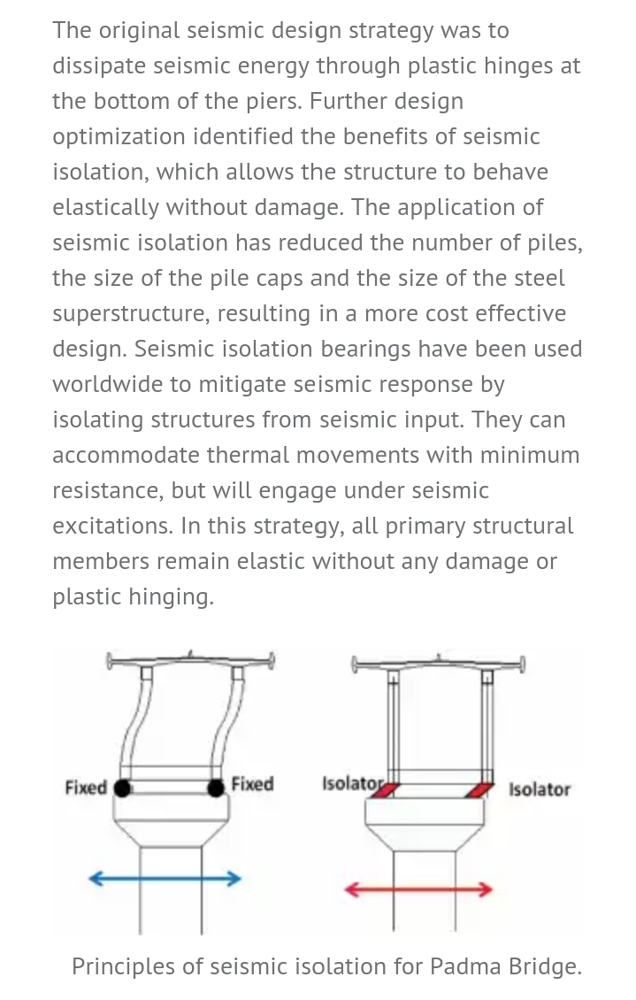 The original seismic design strategy was to
dissipate seismic energy through plastic hinges at
the bottom of the piers. Further design
optimization identified the benefits of seismic
isolation, which allows the structure to behave
elastically without damage. The application of
seismic isolation has reduced the number of piles,
the size of the pile caps and the size of the steel
superstructure, resulting in a more cost effective
design. Seismic isolation bearings have been used
worldwide to mitigate seismic response by
isolating structures from seismic input. They can
accommodate thermal movements with minimum
resistance, but will engage under seismic
excitations. In this strategy, all primary structural
members remain elastic without any damage or
plastic hinging.
Fixed
Fixed
Isolator
Isolator
Principles of seismic isolation for Padma Bridge.